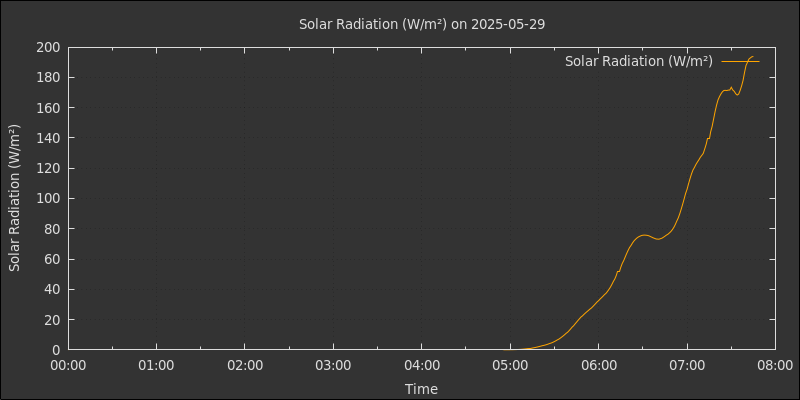 Solar Radiation (W/m²) on 2025-05-29
Solar Radiation (W/m²)
Solar Radiation (W/m²)
200
180
160
140
120
100
80
60
40
20
0
00:00 01:00 02:00 03:00 04:00 05:00 06:00 07:00 08:00
Time